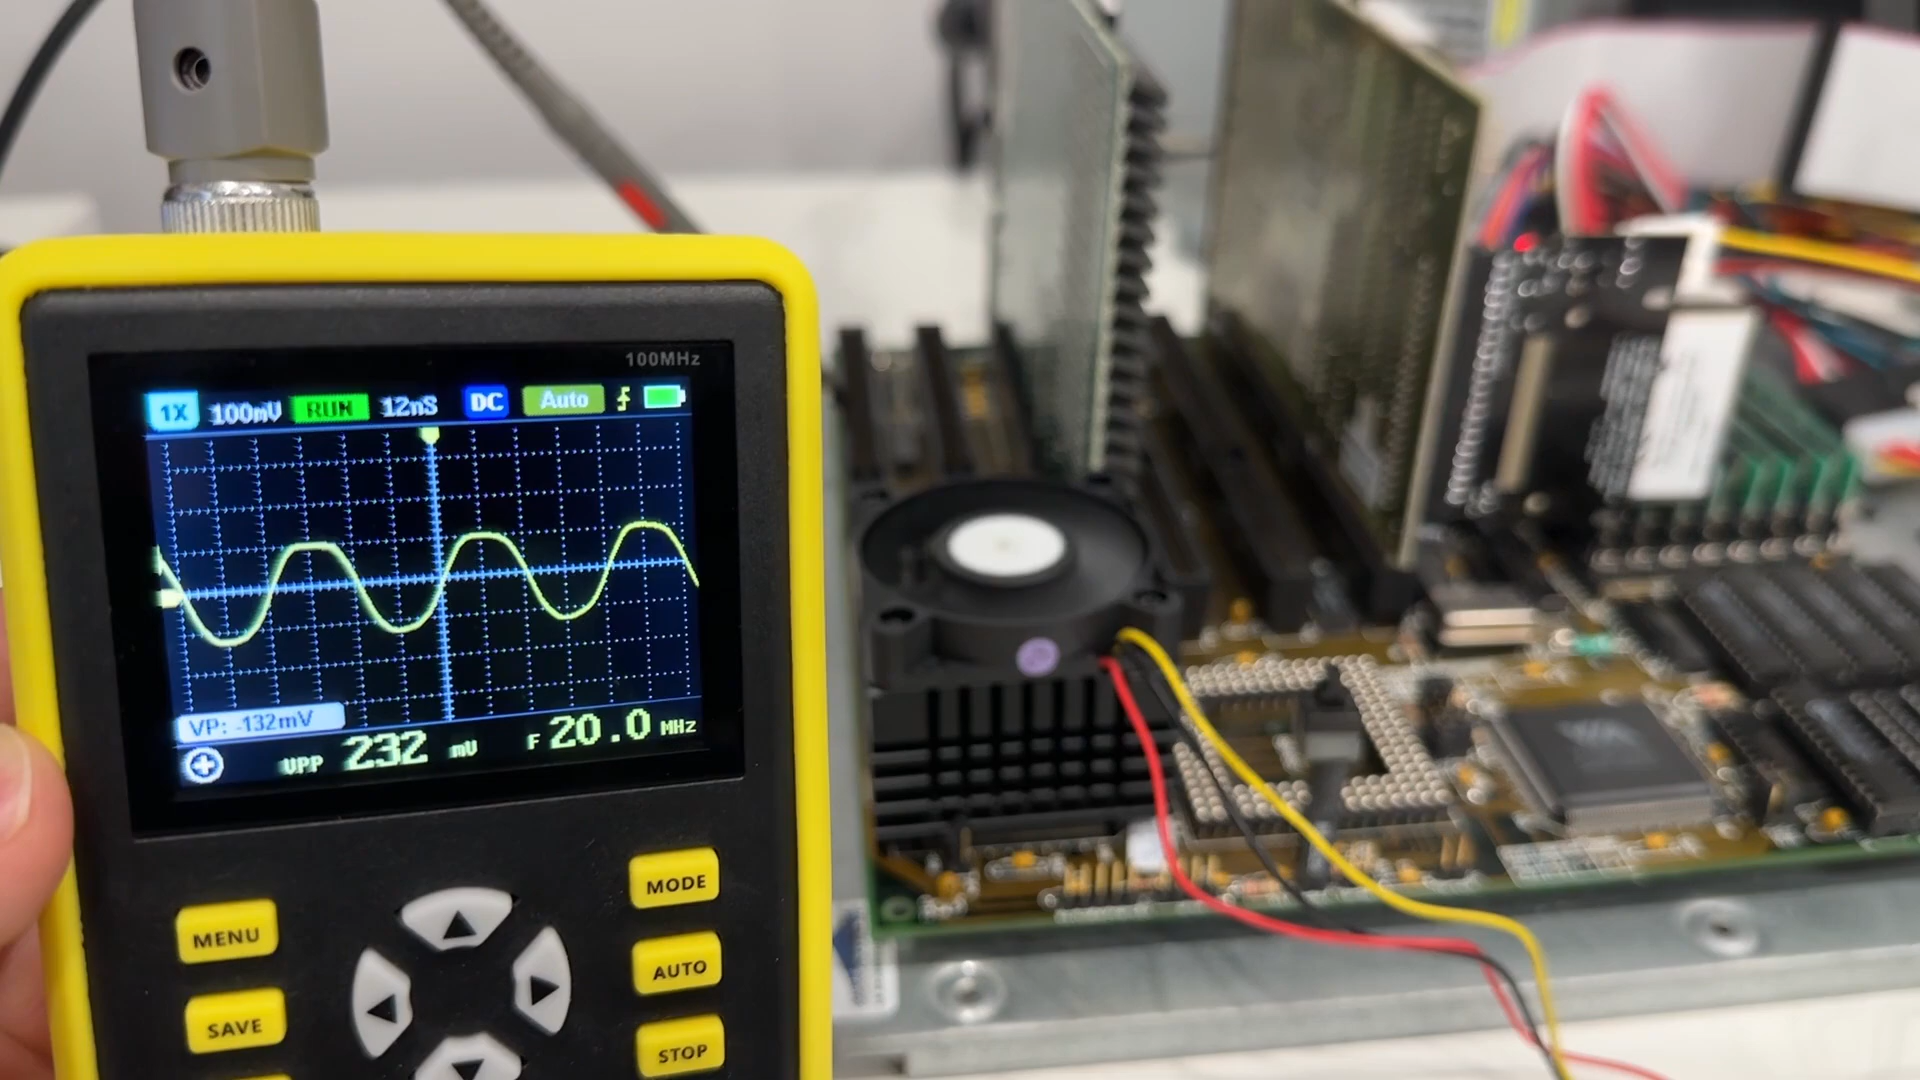 100MHz
1X 100mV RUN 12nS DC Auto
VP: -132mV
VPP 232 mV F 20.0 MHz
MODE
MENU
AUTO
SAVE
STOP